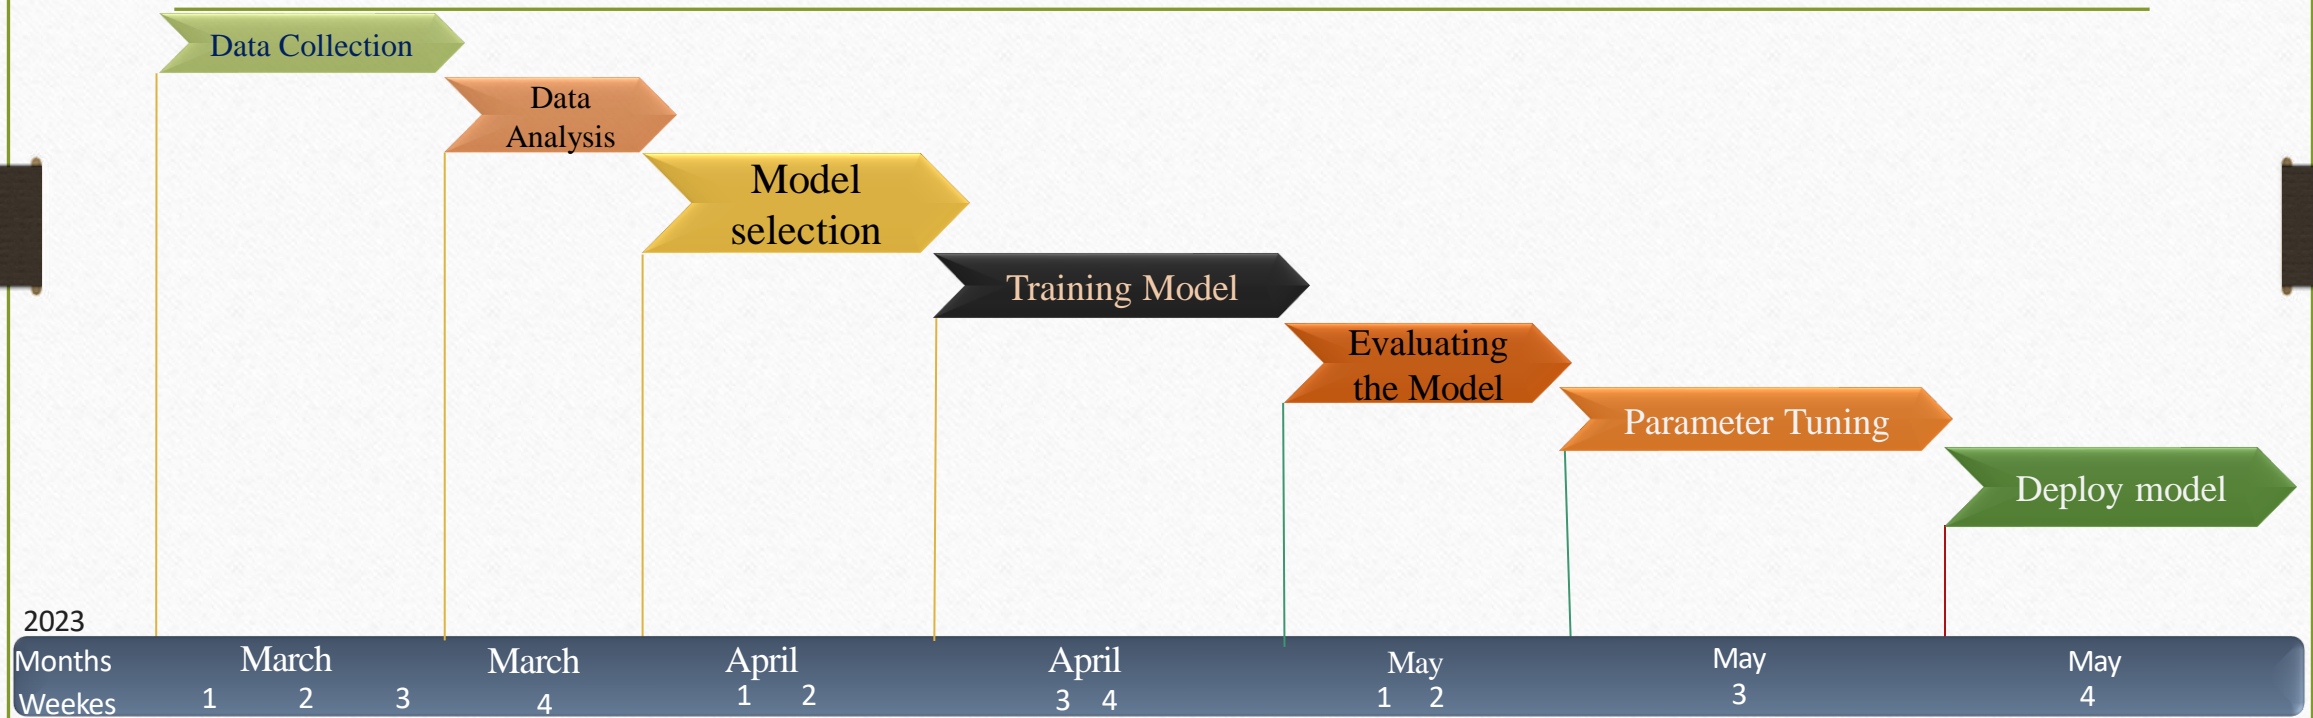 Data Collection
Data
Analysis
Model
selection
Training Model
Evaluating
the Model
Parameter Tuning
Deploy model
2023
Months March March April April May May May
Weekes 1 2 3 4 1 2 3 4 1 2 3 4